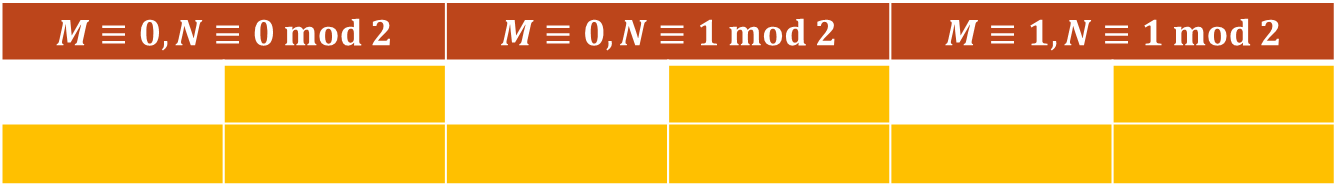 M ≡ 0, N ≡ 0 mod 2
M ≡ 0, N ≡ 1 mod 2
M ≡ 1, N ≡ 1 mod 2